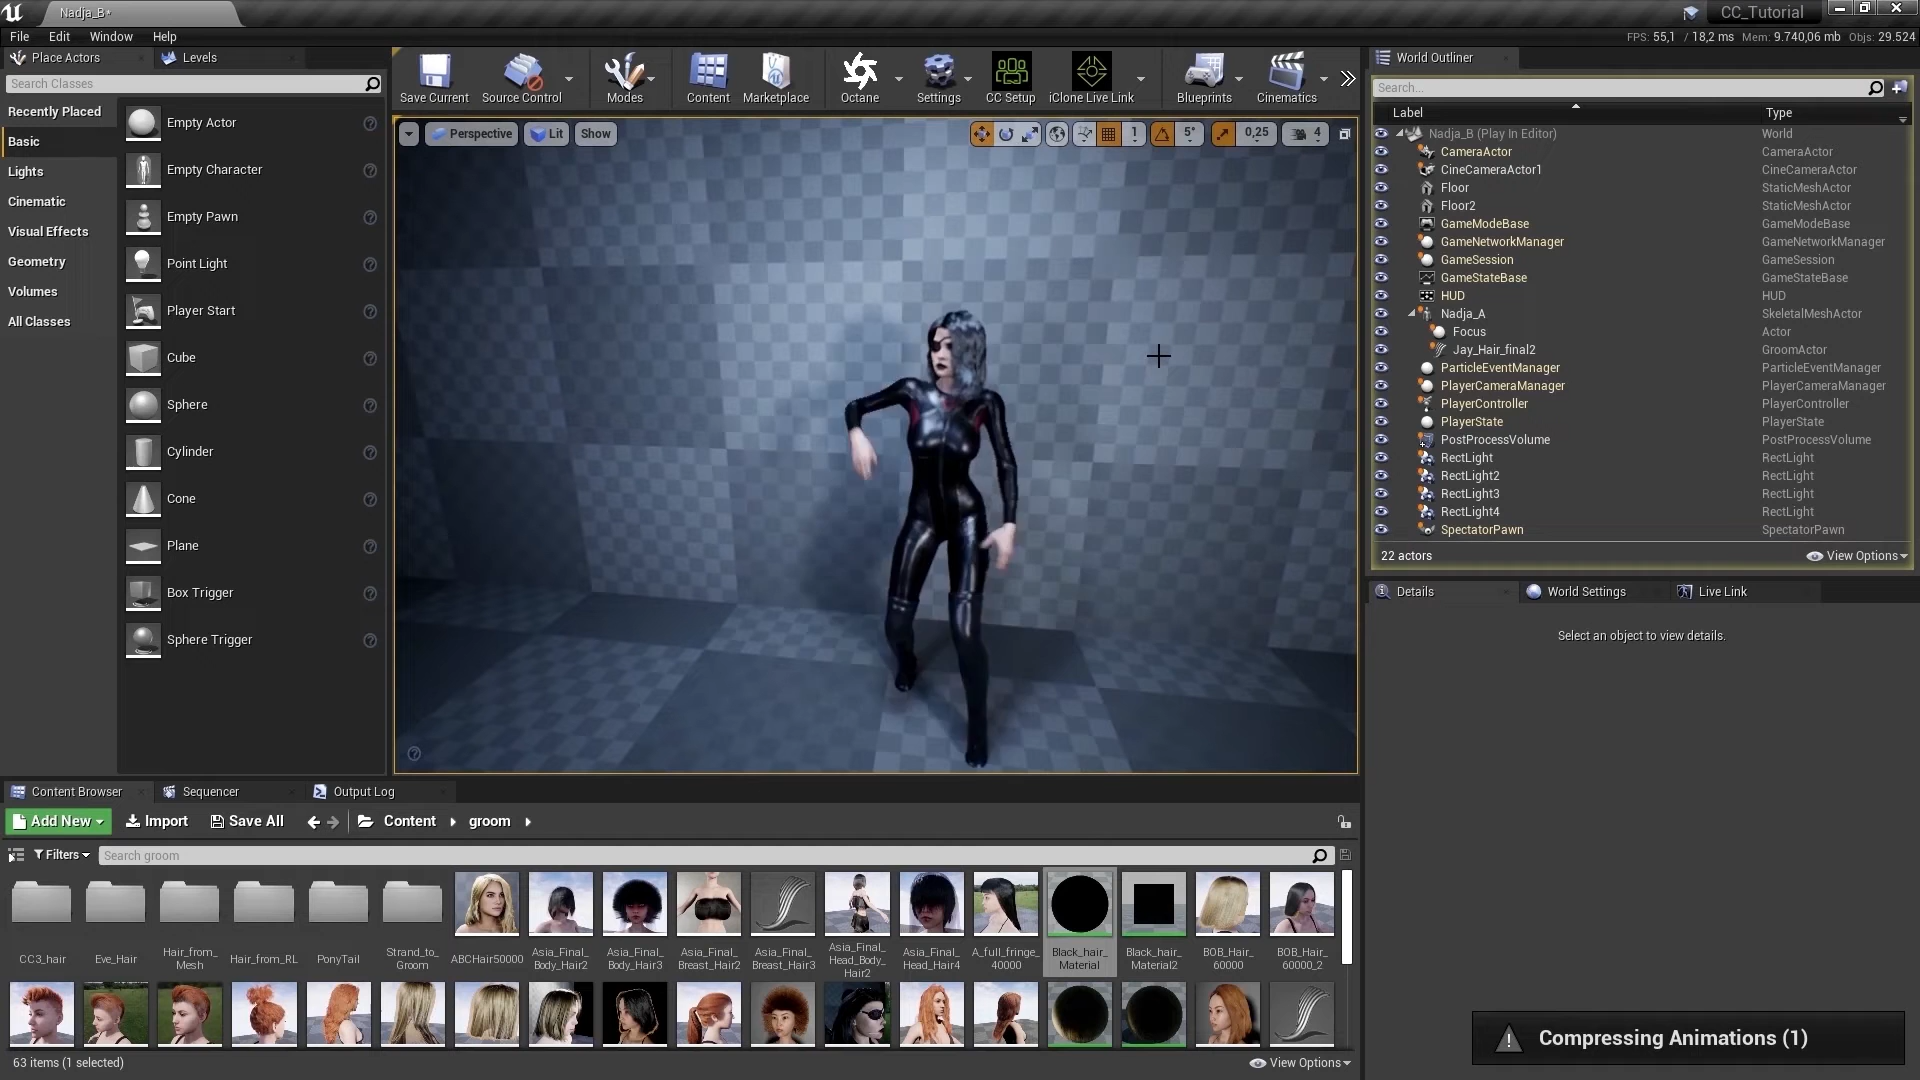 Nadja_B*
CC_Tutorial
File Edit Window Help
FPS: 55,1 / 18,2 ms Mem: 9.740,06 mb Objs: 29.524
Place Actors
Levels
Search Classes
Recently Placed
Basic
Lights
Cinematic
Visual Effects
Geometry
Volumes
All Classes
Empty Actor
Empty Character
Empty Pawn
Point Light
Player Start
Cube
Sphere
Cylinder
Cone
Plane
Box Trigger
Sphere Trigger
Save Current
Source Control
Modes
Content
Marketplace
Octane
Settings
CC Setup
iClone Live Link
Blueprints
Cinematics
Perspective
Lit
Show
1
5°
0,25
4
World Outliner
Search...
Label Type
Nadja_B (Play In Editor) World
CameraActor CameraActor
CineCameraActor1 CineCameraActor
Floor StaticMeshActor
Floor2 StaticMeshActor
GameModeBase GameModeBase
GameNetworkManager GameNetworkManager
GameSession GameSession
GameStateBase GameStateBase
HUD HUD
Nadja_A SkeletalMeshActor
Focus Actor
Jay_Hair_final2 GroomActor
ParticleEventManager ParticleEventManager
PlayerCameraManager PlayerCameraManager
PlayerController PlayerController
PlayerState PlayerState
PostProcessVolume PostProcessVolume
RectLight RectLight
RectLight2 RectLight
RectLight3 RectLight
RectLight4 RectLight
SpectatorPawn SpectatorPawn
22 actors
View Options
Details
World Settings
Live Link
Select an object to view details.
Content Browser
Sequencer
Output Log
Add New
Import
Save All
Content
groom
Filters
Search groom
CC3_hair
Eve_Hair
Hair_from_
Mesh
Hair_from_RL
PonyTail
Strand_to_
Groom
ABCHair50000
Asia_Final_
Body_Hair2
Asia_Final_
Body_Hair3
Asia_Final_
Breast_Hair2
Asia_Final_
Breast_Hair3
Asia_Final_
Head_Body_
Hair2
Asia_Final_
Head_Hair4
A_full_fringe_
40000
Black_hair_
Material
Black_hair_
Material2
BOB_Hair_
60000
BOB_Hair_
60000_2
63 items (1 selected)
View Options
Compressing Animations (1)